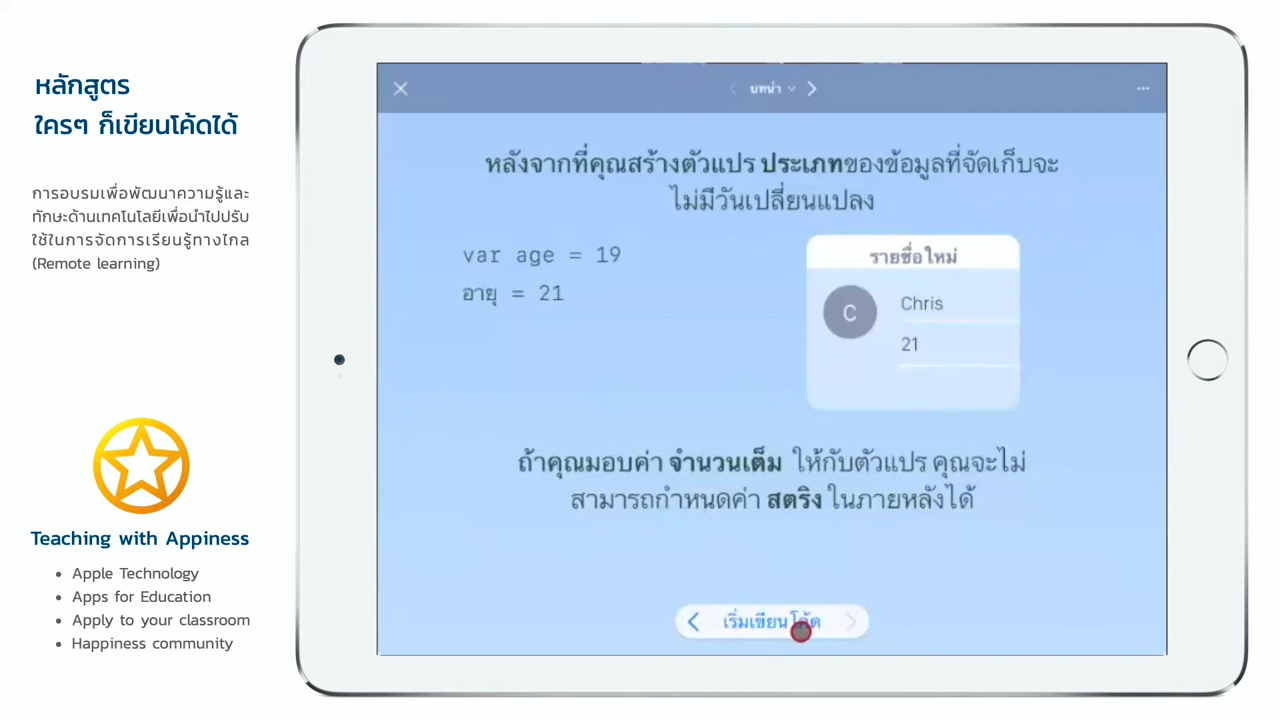 หลักสูตร
ใครๆ ก็เขียนโค้ดได้
การอบรมเพื่อพัฒนาความรู้และ
ทักษะด้านเทคโนโลยีเพื่อนำไปปรับ
ใช้ในการจัดการเรียนรู้ทางไกล
(Remote learning)
Teaching with Appiness
• Apple Technology
• Apps for Education
• Apply to your classroom
• Happiness community
บทนำ
หลังจากที่คุณสร้างตัวแปร ประเภทของข้อมูลที่จัดเก็บจะ
ไม่มีวันเปลี่ยนแปลง
var age = 19
อายุ = 21
รายชื่อใหม่
C
Chris
21
ถ้าคุณมอบค่า จำนวนเต็ม ให้กับตัวแปร คุณจะไม่
สามารถกำหนดค่า สตริง ในภายหลังได้
เริ่มเขียนโค้ด